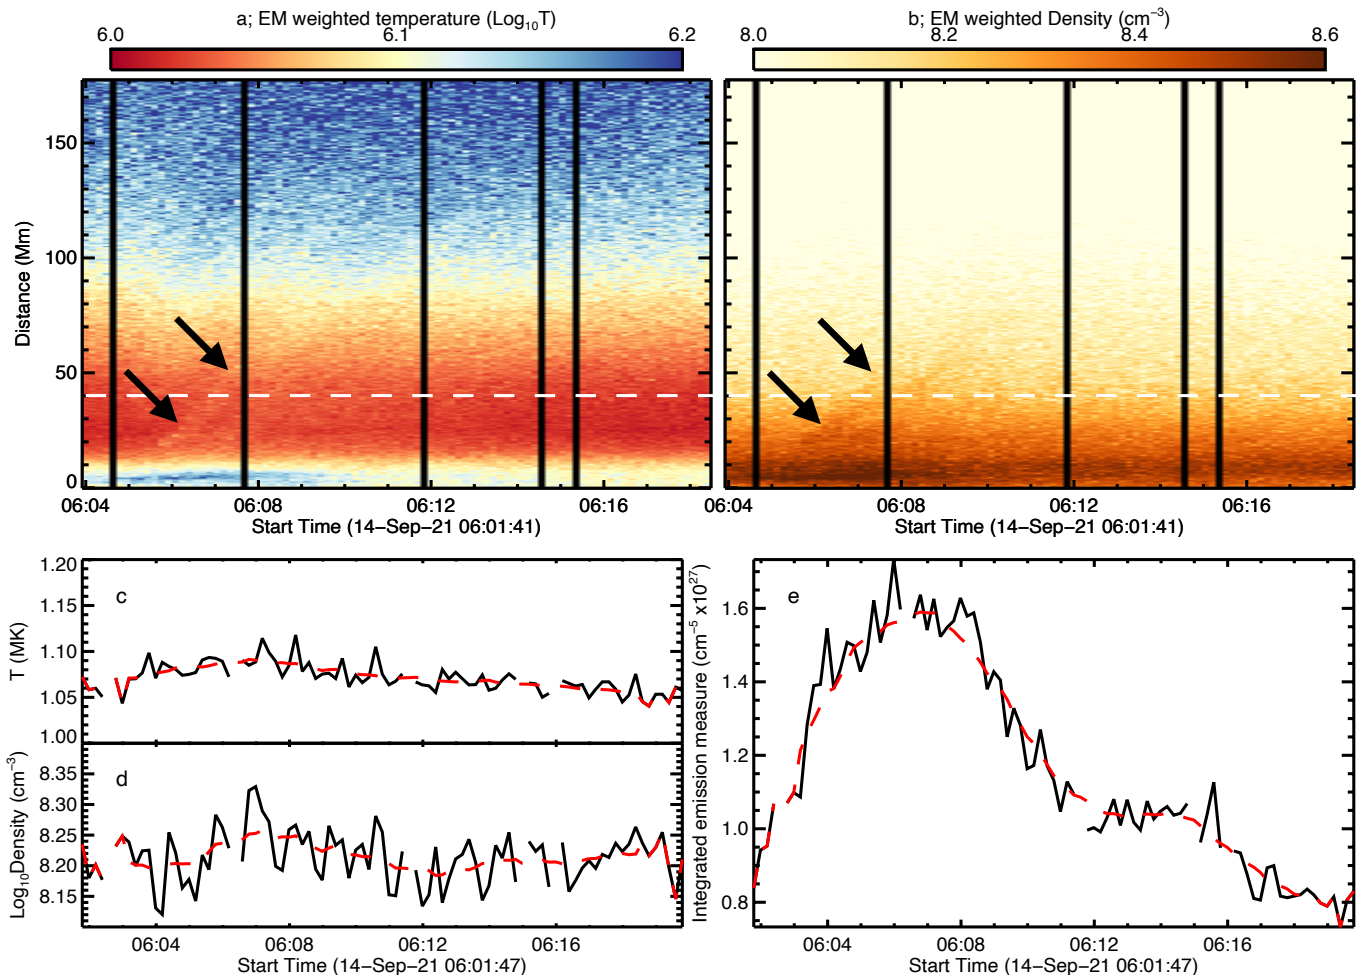 a; EM weighted temperature (Log₁₀T)
6.0 6.1 6.2
b; EM weighted Density (cm⁻³)
8.0 8.2 8.4 8.6
Distance (Mm)
150
100
50
0
06:04 06:08 06:12 06:16
Start Time (14-Sep-21 06:01:41)
06:04 06:08 06:12 06:16
Start Time (14-Sep-21 06:01:41)
T (MK)
1.20
1.15
1.10
1.05
1.00
c
Log₁₀Density (cm⁻³)
8.35
8.30
8.25
8.20
8.15
d
06:04 06:08 06:12 06:16
Start Time (14-Sep-21 06:01:47)
Integrated emission measure (cm⁻⁵ x10²⁷)
1.6
1.4
1.2
1.0
0.8
e
06:04 06:08 06:12 06:16
Start Time (14-Sep-21 06:01:47)